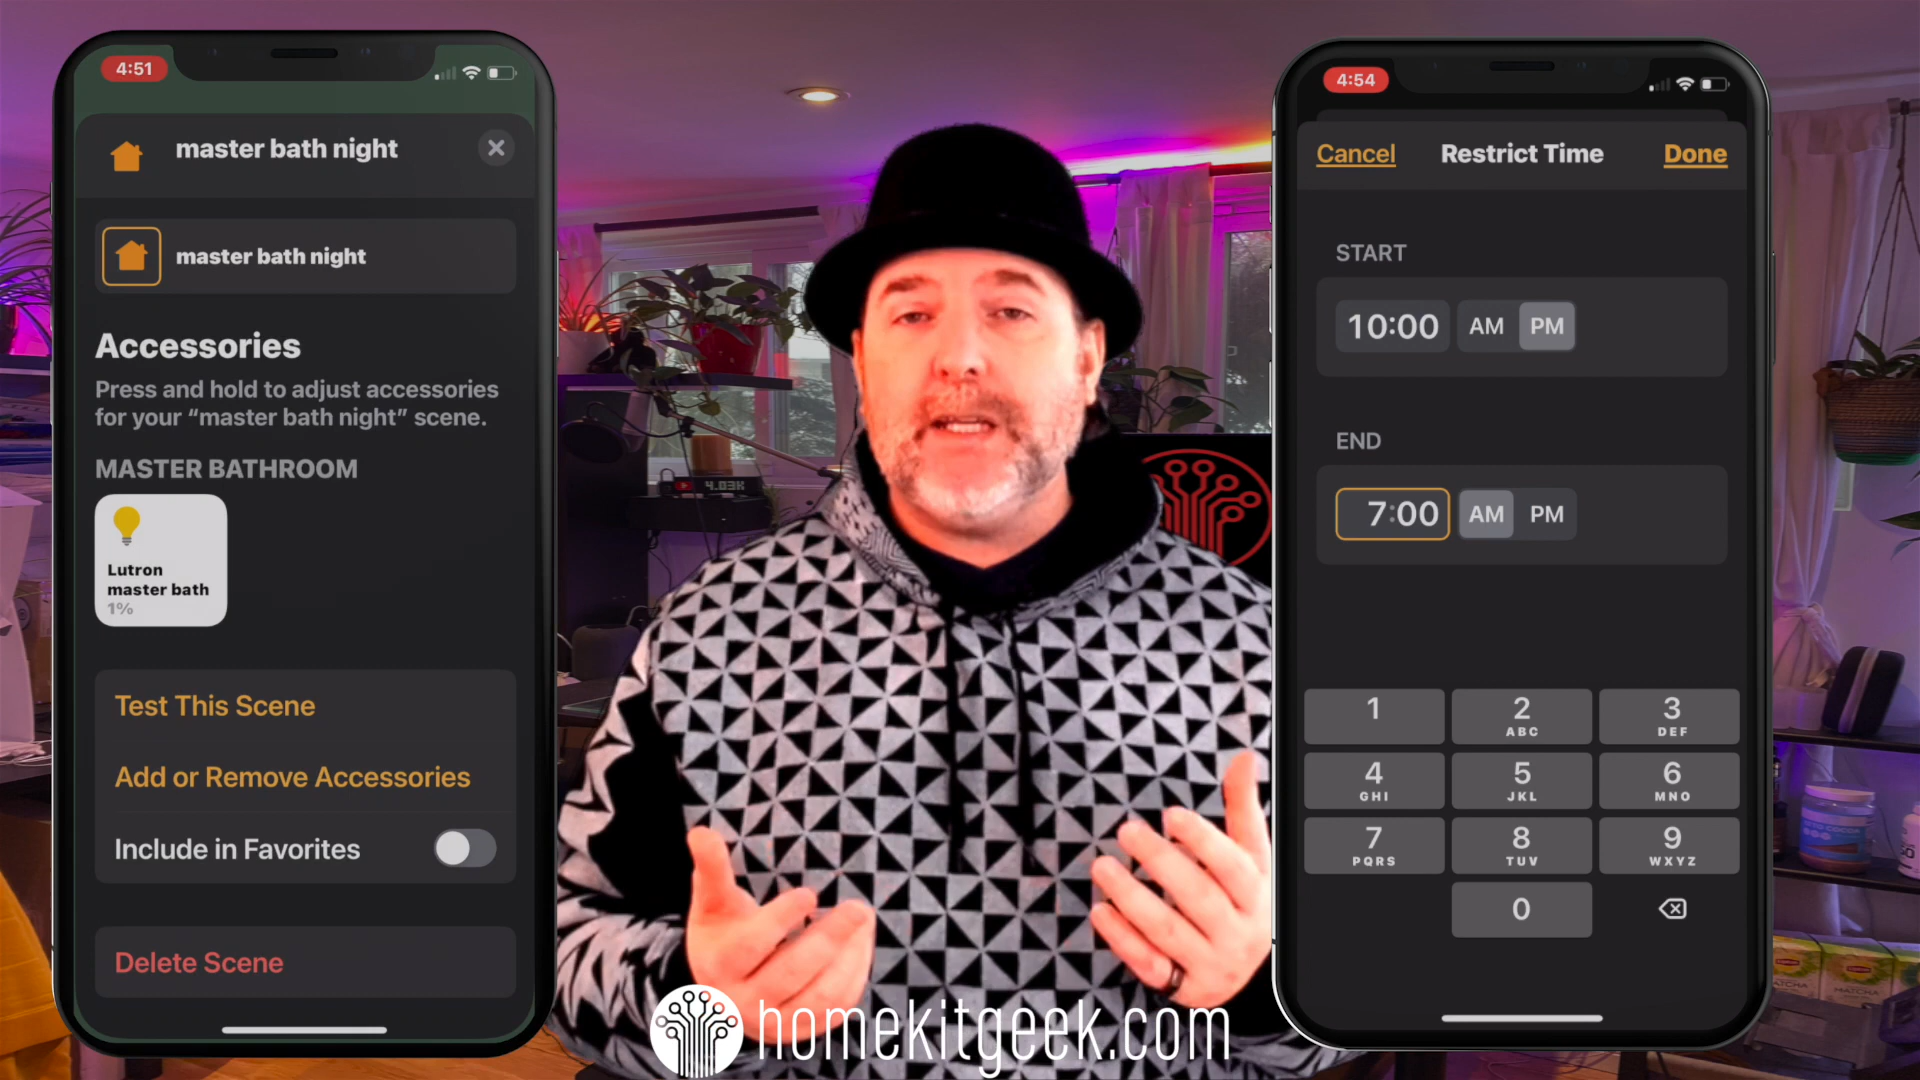 4:51
master bath night
master bath night
Accessories
Press and hold to adjust accessories
for your “master bath night” scene.
MASTER BATHROOM
Lutron
master bath
1%
Test This Scene
Add or Remove Accessories
Include in Favorites
Delete Scene
4.03K
homekitgeek.com
4:54
Cancel
Restrict Time
Done
START
10:00
AM
PM
END
7:00
AM
PM
1
2
ABC
3
DEF
4
GHI
5
JKL
6
MNO
7
PQRS
8
TUV
9
WXYZ
0
MATCHA